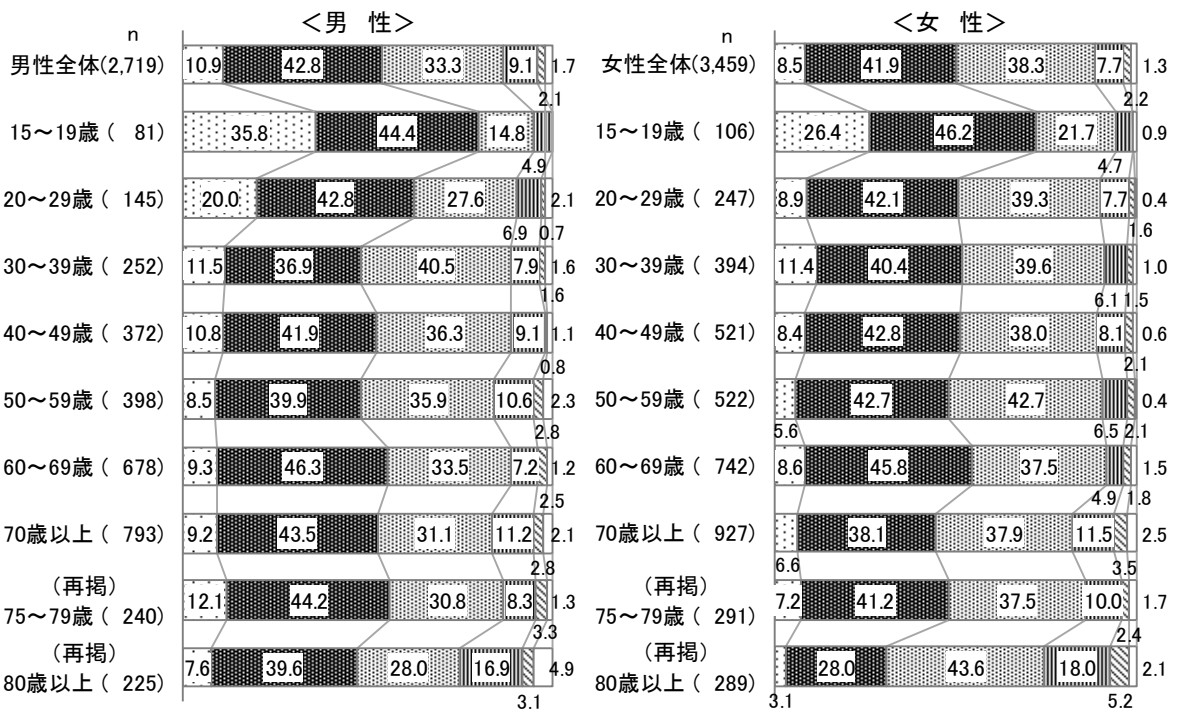 ＜男 性＞
n
男性全体(2,719) 10.9 42.8 33.3 9.1 1.7
2.1
15～19歳 ( 81) 35.8 44.4 14.8
4.9
20～29歳 ( 145) 20.0 42.8 27.6 2.1
6.9 0.7
30～39歳 ( 252) 11.5 36.9 40.5 7.9 1.6
1.6
40～49歳 ( 372) 10.8 41.9 36.3 9.1 1.1
0.8
50～59歳 ( 398) 8.5 39.9 35.9 10.6 2.3
2.8
60～69歳 ( 678) 9.3 46.3 33.5 7.2 1.2
2.5
70歳以上 ( 793) 9.2 43.5 31.1 11.2 2.1
2.8
(再掲)
75～79歳 ( 240) 12.1 44.2 30.8 8.3 1.3
3.3
(再掲)
80歳以上 ( 225) 7.6 39.6 28.0 16.9 4.9
3.1
＜女 性＞
n
女性全体(3,459) 8.5 41.9 38.3 7.7 1.3
2.2
15～19歳 ( 106) 26.4 46.2 21.7 0.9
4.7
20～29歳 ( 247) 8.9 42.1 39.3 7.7 0.4
1.6
30～39歳 ( 394) 11.4 40.4 39.6 1.0
6.1 1.5
40～49歳 ( 521) 8.4 42.8 38.0 8.1 0.6
2.1
50～59歳 ( 522) 42.7 42.7 0.4
5.6 6.5 2.1
60～69歳 ( 742) 8.6 45.8 37.5 1.5
4.9 1.8
70歳以上 ( 927) 38.1 37.9 11.5 2.5
6.6 3.5
(再掲)
75～79歳 ( 291) 7.2 41.2 37.5 10.0 1.7
2.4
(再掲)
80歳以上 ( 289) 28.0 43.6 18.0 2.1
3.1 5.2